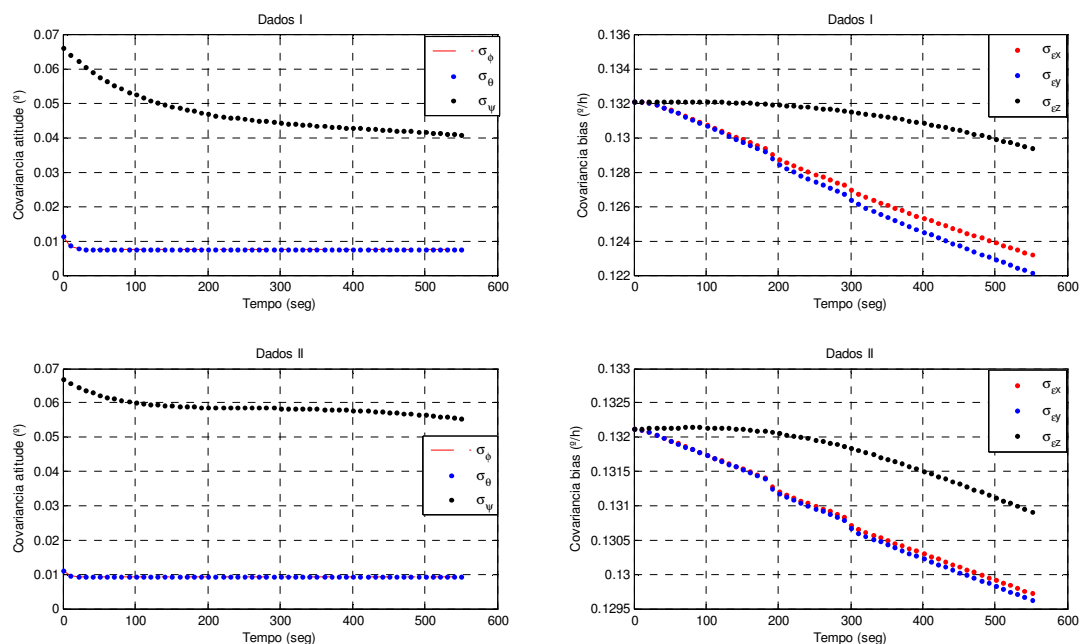 Dados I
Covariancia atitude (º)
0.07
0.06
0.05
0.04
0.03
0.02
0.01
0
0 100 200 300 400 500 600
Tempo (seg)
σϕ
σθ
σψ
Dados I
Covariancia bias (º/h)
0.136
0.134
0.132
0.13
0.128
0.126
0.124
0.122
0 100 200 300 400 500 600
Tempo (seg)
σεx
σεy
σεz
Dados II
Covariancia atitude (º)
0.07
0.06
0.05
0.04
0.03
0.02
0.01
0
0 100 200 300 400 500 600
Tempo (seg)
σϕ
σθ
σψ
Dados II
Covariancia bias (º/h)
0.133
0.1325
0.132
0.1315
0.131
0.1305
0.13
0.1295
0 100 200 300 400 500 600
Tempo (seg)
σεx
σεy
σεz